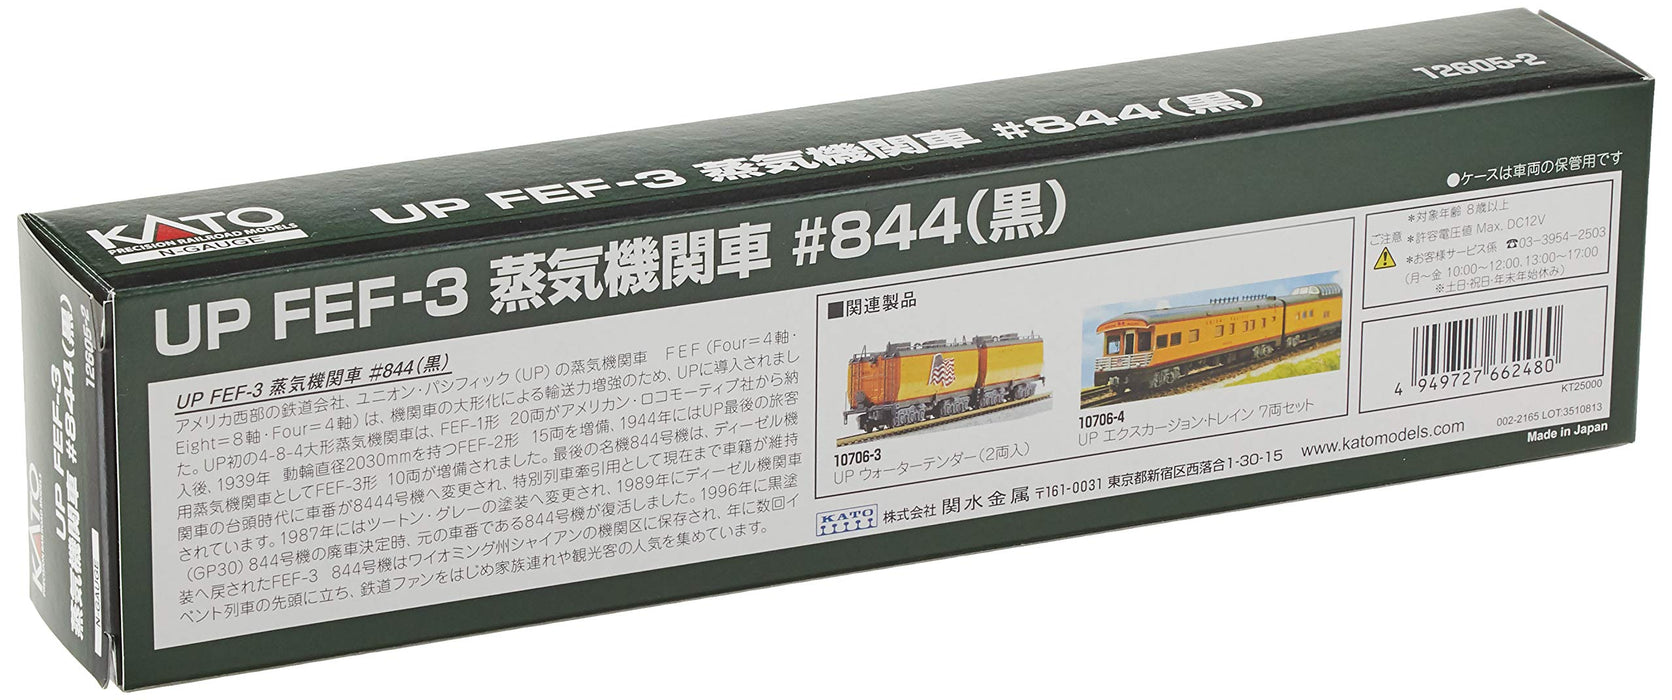 12605-2
KATO
PRECISION RAILROAD MODELS
N-GAUGE
UP FEF-3 蒸気機関車 #844(黒)
UP FEF-3 蒸気機関車 #844(黒)
UP FEF-3 蒸気機関車 #844(黒)
アメリカ西部の鉄道会社、ユニオン・パシフィック(UP)の蒸気機関車 FEF(Four=4軸・
Eight=8軸・Four=4軸)は、機関車の大形化による輸送力増強のため、UPに導入されまし
た。UP初の4-8-4大形蒸気機関車は、FEF-1形 20両がアメリカン・ロコモーティブ社から納
入後、1939年 動輪直径2030mmを持つFEF-2形 15両を増備、1944年にはUP最後の旅客
用蒸気機関車としてFEF-3形 10両が増備されました。最後の名機844号機は、ディーゼル機
関車の台頭時代に車番が8444号機へ変更され、特別列車牽引用として現在まで車籍が維持
されています。1987年にはツートン・グレーの塗装へ変更され、1989年にディーゼル機関車
(GP30)844号機の廃車決定時、元の車番である844号機が復活しました。1996年に黒塗
装へ戻されたFEF-3 844号機はワイオミング州シャイアンの機関区に保存され、年に数回イ
ベント列車の先頭に立ち、鉄道ファンをはじめ家族連れや観光客の人気を集めています。
■関連製品
10706-3
UP ウォーターテンダー(2両入)
10706-4
UP エクスカージョン・トレイン 7両セット
KATO
株式会社 関水金属 〒161-0031 東京都新宿区西落合1-30-15 www.katomodels.com
●ケースは車両の保管用です
ご注意
*対象年齢 8歳以上
*許容電圧値 Max. DC12V
*お客様サービス係 ☎03-3954-2503
(月～金 10:00～12:00, 13:00～17:00
※土日・祝日・年末年始休み)
4 949727 662480
KT25000
002-2165 LOT:3510813
Made in Japan
KATO
PRECISION RAILROAD MODELS
UP FEF-3
蒸気機関車 #844(黒)
12605-2
N-GAUGE